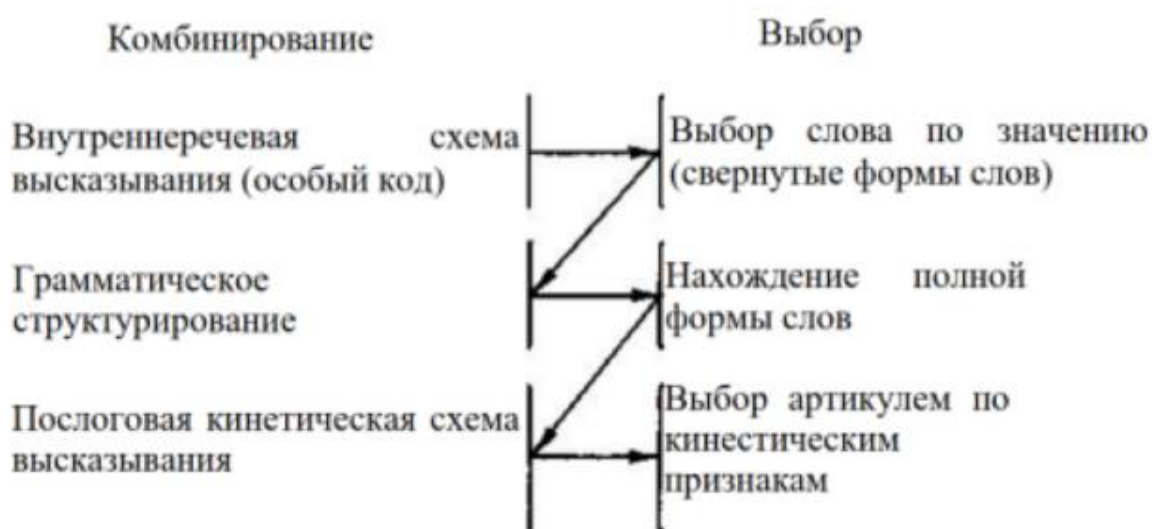 Комбинирование
Выбор
Внутреннеречевая схема
высказывания (особый код)
Выбор слова по значению
(свернутые формы слов)
Грамматическое
структурирование
Нахождение полной
формы слов
Послоговая кинетическая схема
высказывания
Выбор артикулем по
кинестическим
признакам